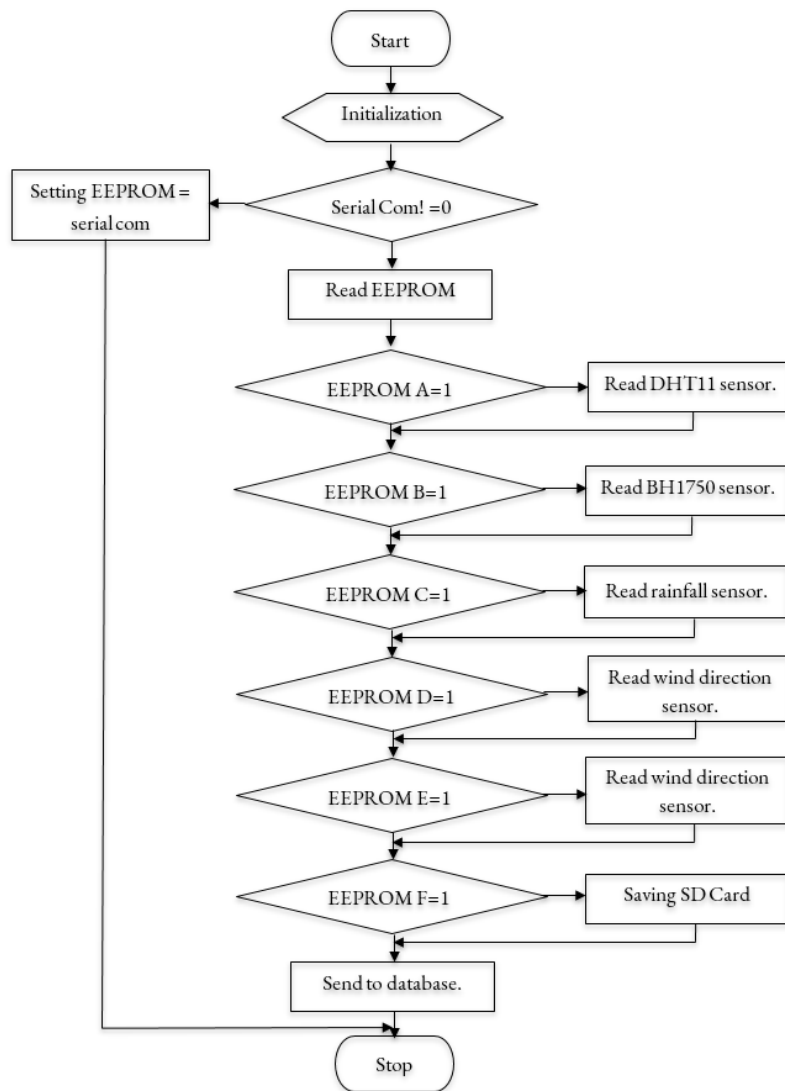 Start
Initialization
Setting EEPROM =
serial com
Serial Com! =0
Read EEPROM
EEPROM A=1
Read DHT11 sensor.
EEPROM B=1
Read BH1750 sensor.
EEPROM C=1
Read rainfall sensor.
EEPROM D=1
Read wind direction
sensor.
EEPROM E=1
Read wind direction
sensor.
EEPROM F=1
Saving SD Card
Send to database.
Stop